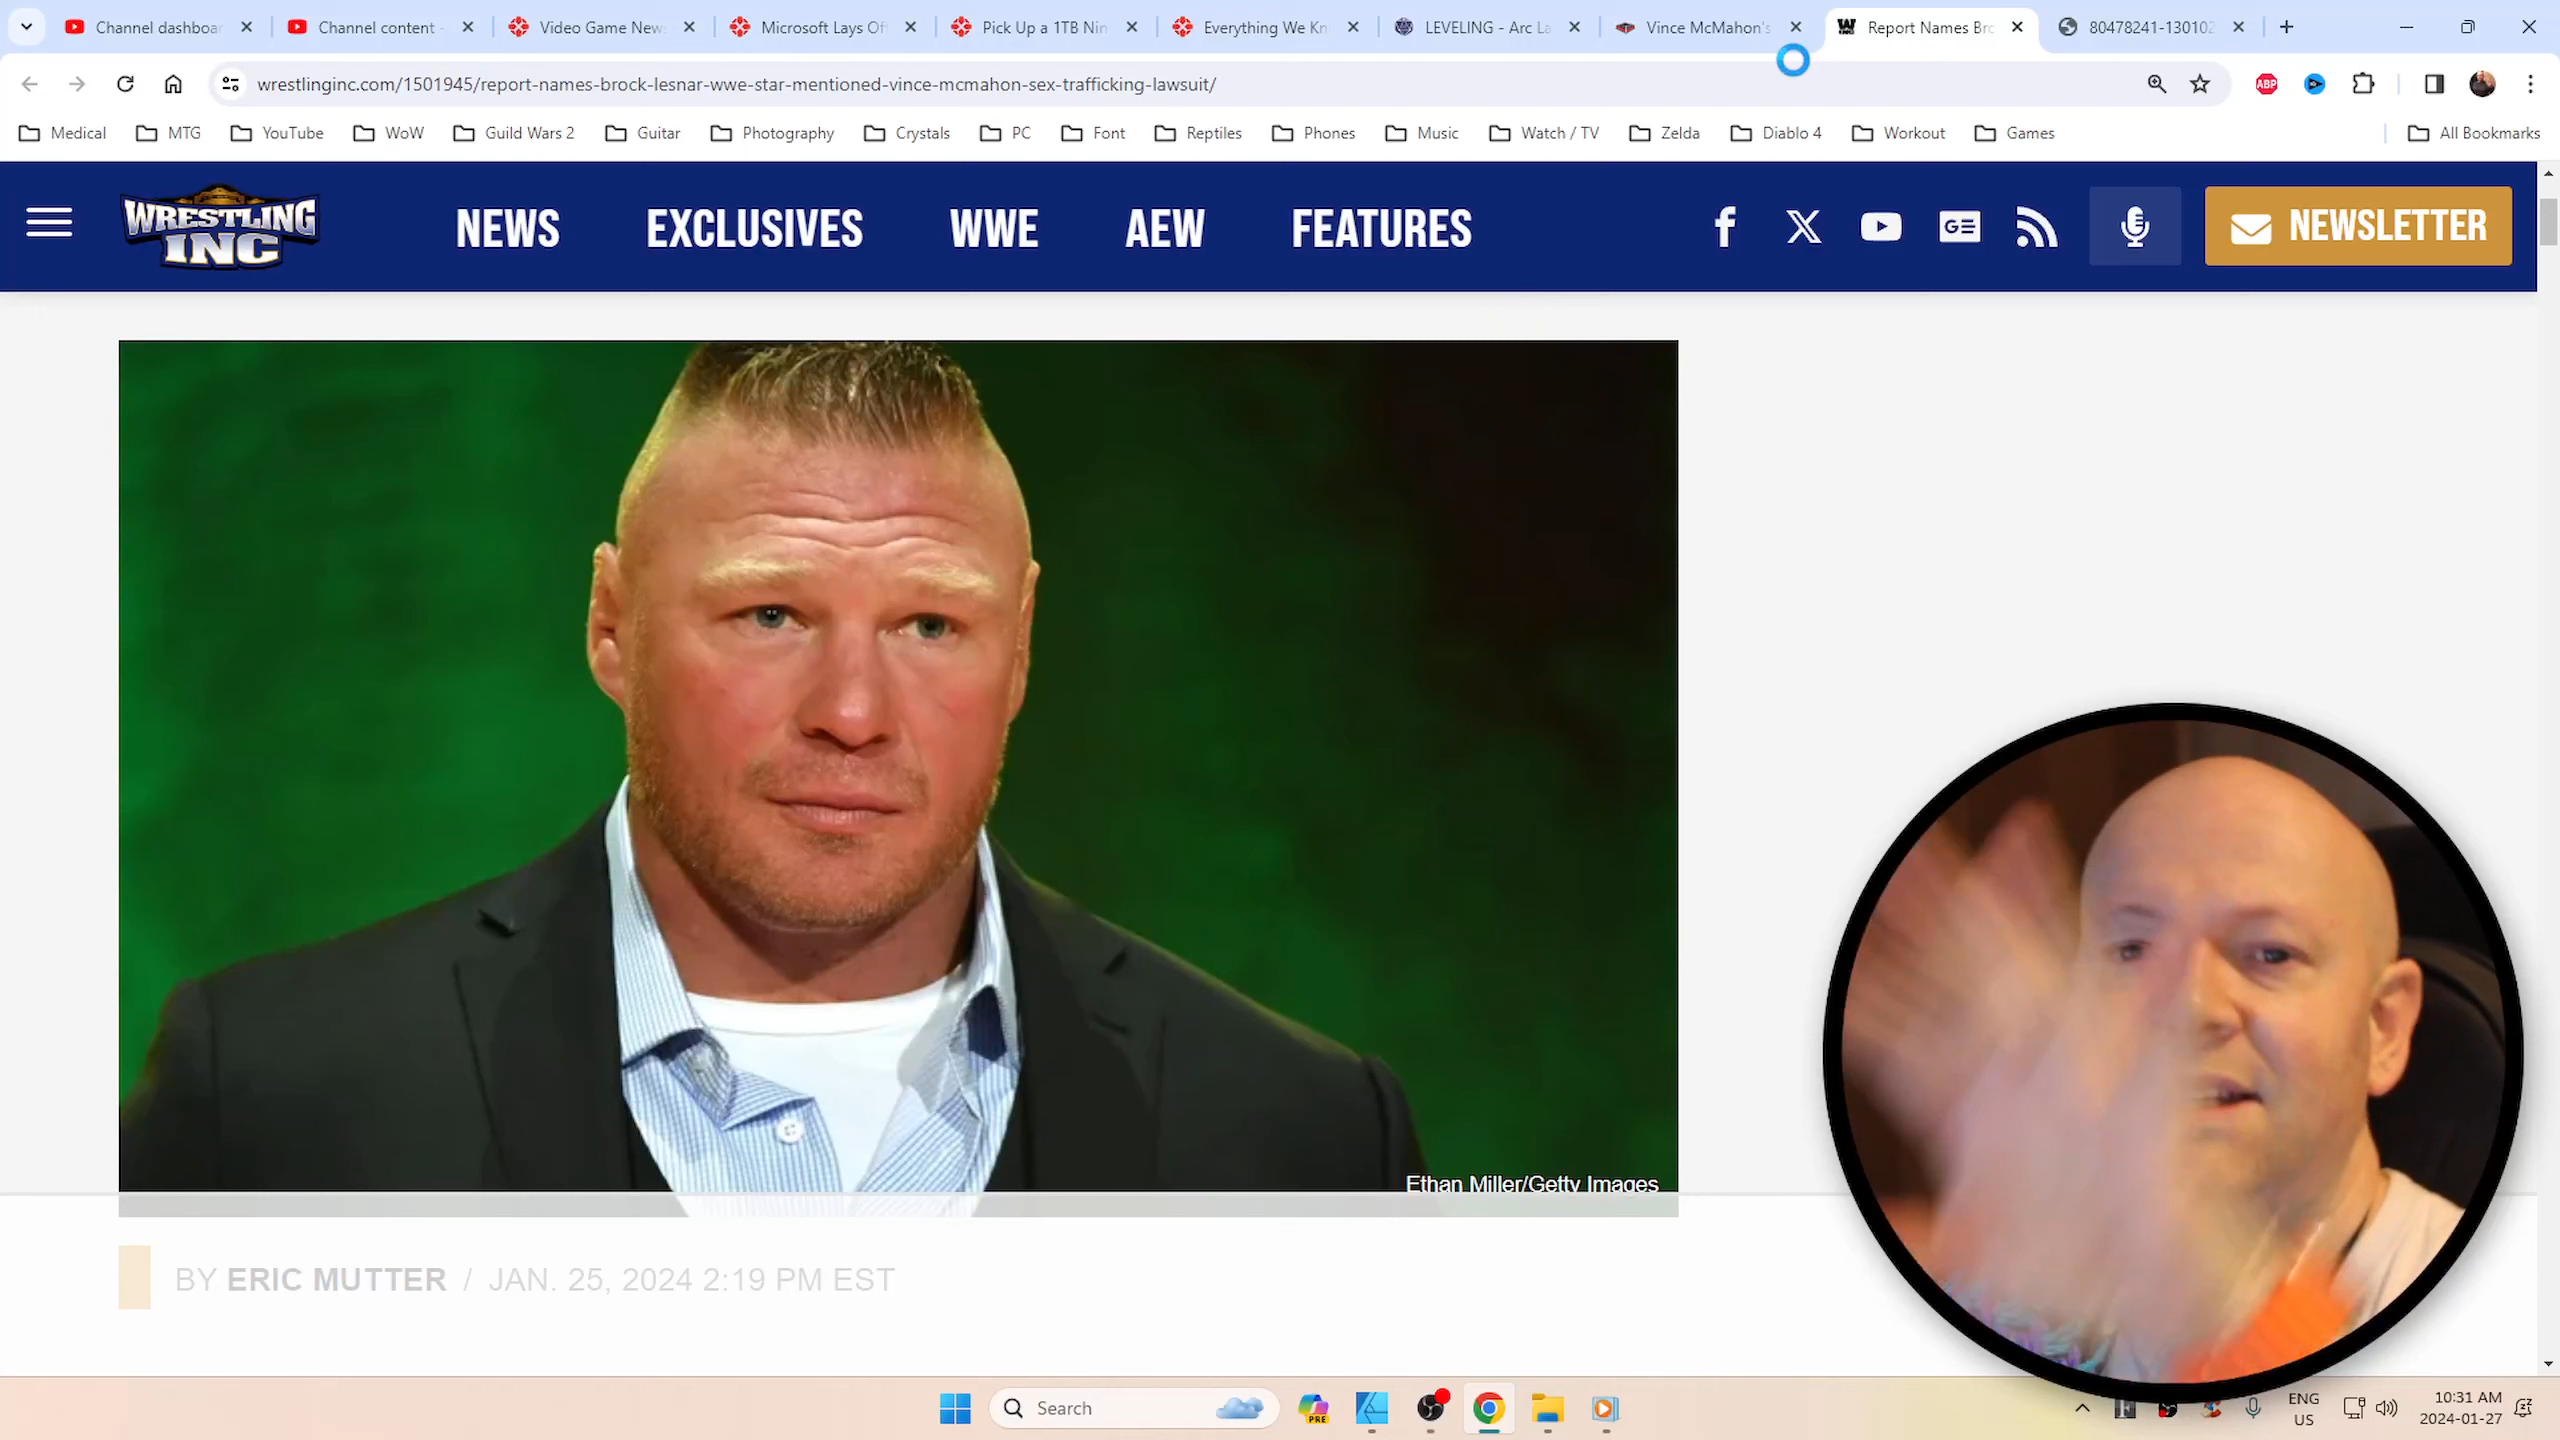 Channel dashboar
Channel content -
Video Game New
Microsoft Lays Of
Pick Up a 1TB Nin
Everything We Kn
LEVELING - Arc La
Vince McMahon's
Report Names Bro
80478241-130102
wrestlinginc.com/1501945/report-names-brock-lesnar-wwe-star-mentioned-vince-mcmahon-sex-trafficking-lawsuit/
ABP
Medical
MTG
YouTube
WoW
Guild Wars 2
Guitar
Photography
Crystals
PC
Font
Reptiles
Phones
Music
Watch / TV
Zelda
Diablo 4
Workout
Games
All Bookmarks
WRESTLING
INC
NEWS
EXCLUSIVES
WWE
AEW
FEATURES
NEWSLETTER
Ethan Miller/Getty Images
BY ERIC MUTTER / JAN. 25, 2024 2:19 PM EST
Search
PRE
ENG
US
10:31 AM
2024-01-27